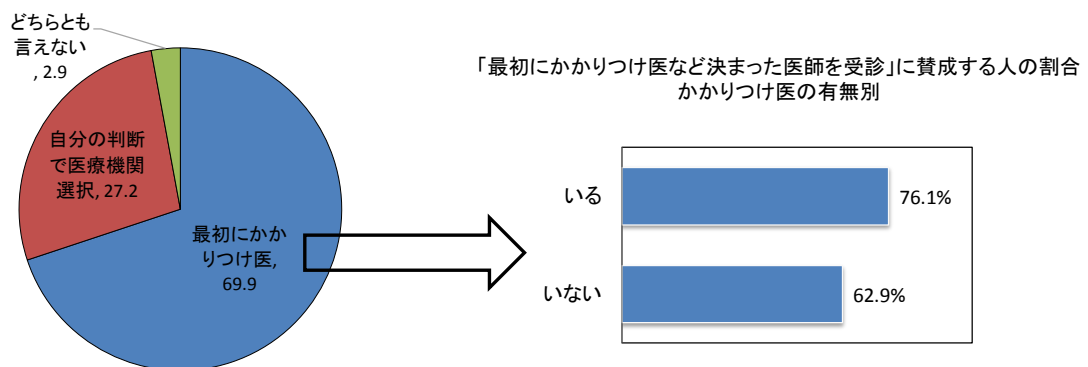 どちらとも
言えない
, 2.9
自分の判断
で医療機関
選択, 27.2
最初にかか
りつけ医,
69.9
「最初にかかりつけ医など決まった医師を受診」に賛成する人の割合
かかりつけ医の有無別
いる
76.1%
いない
62.9%